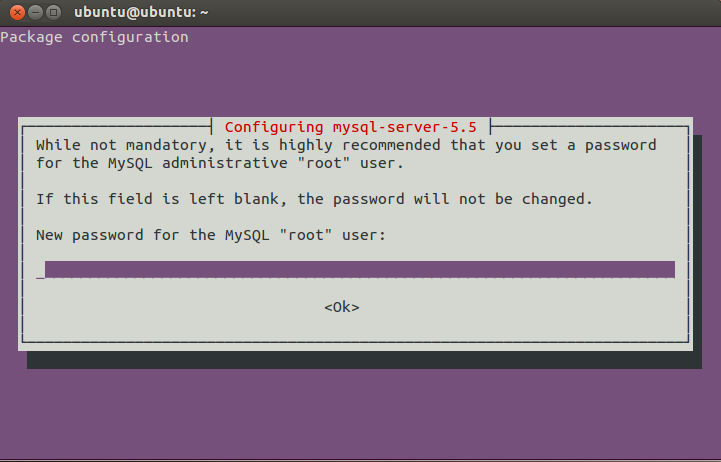 ubuntu@ubuntu: ~
Package configuration
Configuring mysql-server-5.5
While not mandatory, it is highly recommended that you set a password
for the MySQL administrative "root" user.
If this field is left blank, the password will not be changed.
New password for the MySQL "root" user:
<Ok>